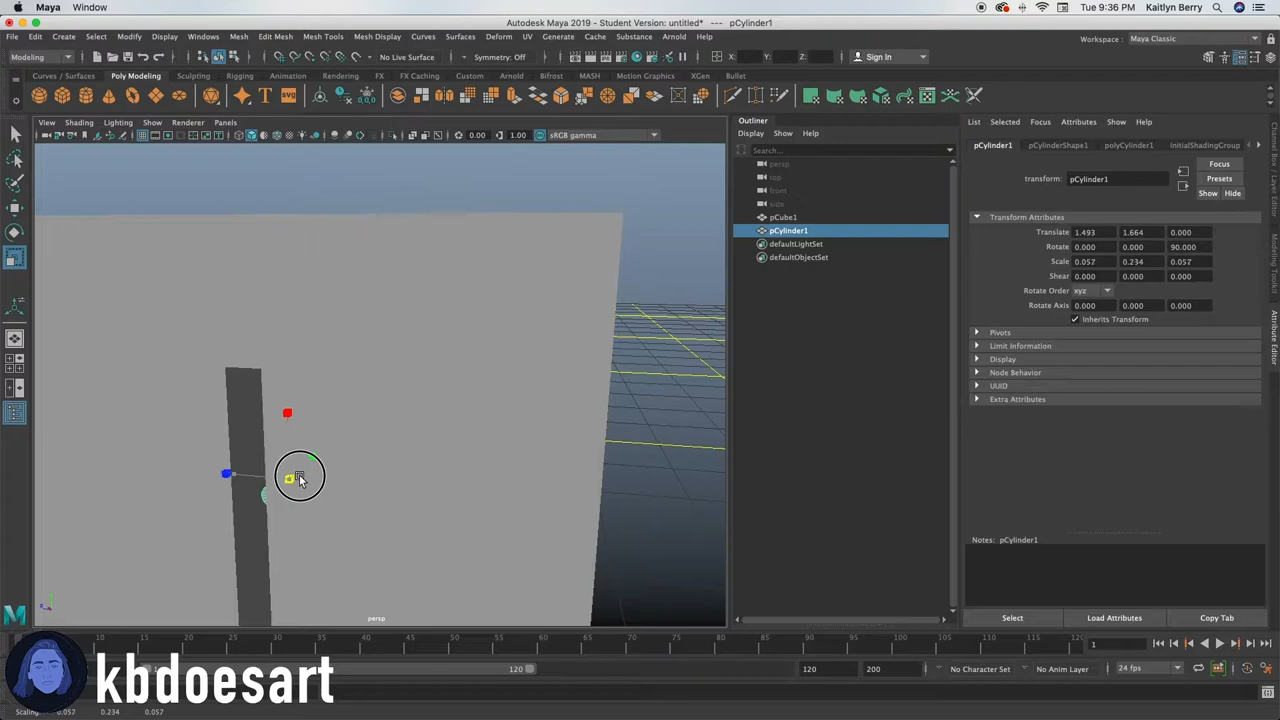 Maya Window Tue 9:36 PM Kaitlyn Berry
Autodesk Maya 2019 - Student Version: untitled* --- pCylinder1
File Edit Create Select Modify Display Windows Mesh Edit Mesh Mesh Tools Mesh Display Curves Surfaces Deform UV Generate Cache Substance Arnold Help
Workspace : Maya Classic
Modeling No Live Surface Symmetry: Off X: Y: Z: Sign In
Curves / Surfaces Poly Modeling Sculpting Rigging Animation Rendering FX FX Caching Custom Arnold Bifrost MASH Motion Graphics XGen Bullet
View Shading Lighting Show Renderer Panels
0.00 1.00 sRGB gamma
persp
Outliner
Display Show Help
Search...
persp
top
front
side
pCube1
pCylinder1
defaultLightSet
defaultObjectSet
List Selected Focus Attributes Show Help
pCylinder1 pCylinderShape1 polyCylinder1 initialShadingGroup
Focus
transform: pCylinder1 Presets
Show Hide
Transform Attributes
Translate 1.493 1.664 0.000
Rotate 0.000 0.000 90.000
Scale 0.057 0.234 0.057
Shear 0.000 0.000 0.000
Rotate Order xyz
Rotate Axis 0.000 0.000 0.000
Inherits Transform
Pivots
Limit Information
Display
Node Behavior
UUID
Extra Attributes
Notes: pCylinder1
Select Load Attributes Copy Tab
Channel Box / Layer Editor
Modeling Toolkit
Attribute Editor
10 15 20 25 30 35 40 45 50 55 60 65 70 75 80 85 90 95 100 105 110 115 120 1
120 120 200 No Character Set No Anim Layer 24 fps
kbdoesart
Scaling: 0.057 0.234 0.057